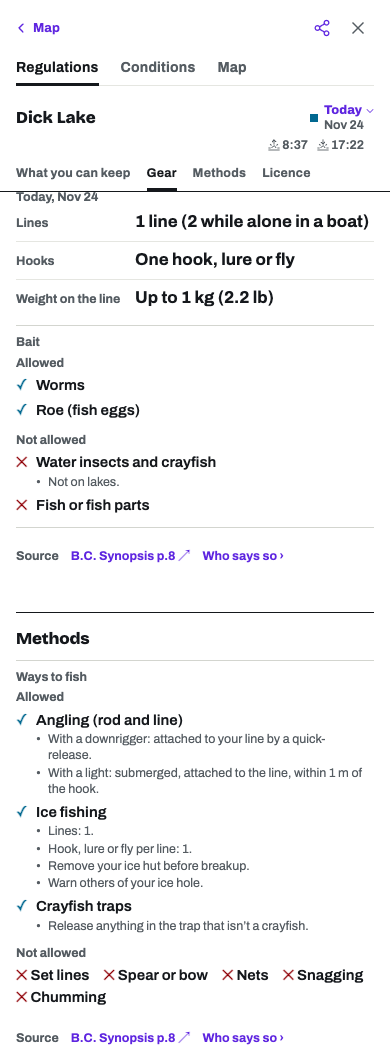 Map
Regulations Conditions Map
Dick Lake
Today
Nov 24
8:37 17:22
What you can keep Gear Methods Licence
Today, Nov 24
Lines 1 line (2 while alone in a boat)
Hooks One hook, lure or fly
Weight on the line Up to 1 kg (2.2 lb)
Bait
Allowed
Worms
Roe (fish eggs)
Not allowed
Water insects and crayfish
• Not on lakes.
Fish or fish parts
Source B.C. Synopsis p.8 Who says so ›
Methods
Ways to fish
Allowed
Angling (rod and line)
• With a downrigger: attached to your line by a quick-
release.
• With a light: submerged, attached to the line, within 1 m of
the hook.
Ice fishing
• Lines: 1.
• Hook, lure or fly per line: 1.
• Remove your ice hut before breakup.
• Warn others of your ice hole.
Crayfish traps
• Release anything in the trap that isn't a crayfish.
Not allowed
Set lines Spear or bow Nets Snagging
Chumming
Source B.C. Synopsis p.8 Who says so ›